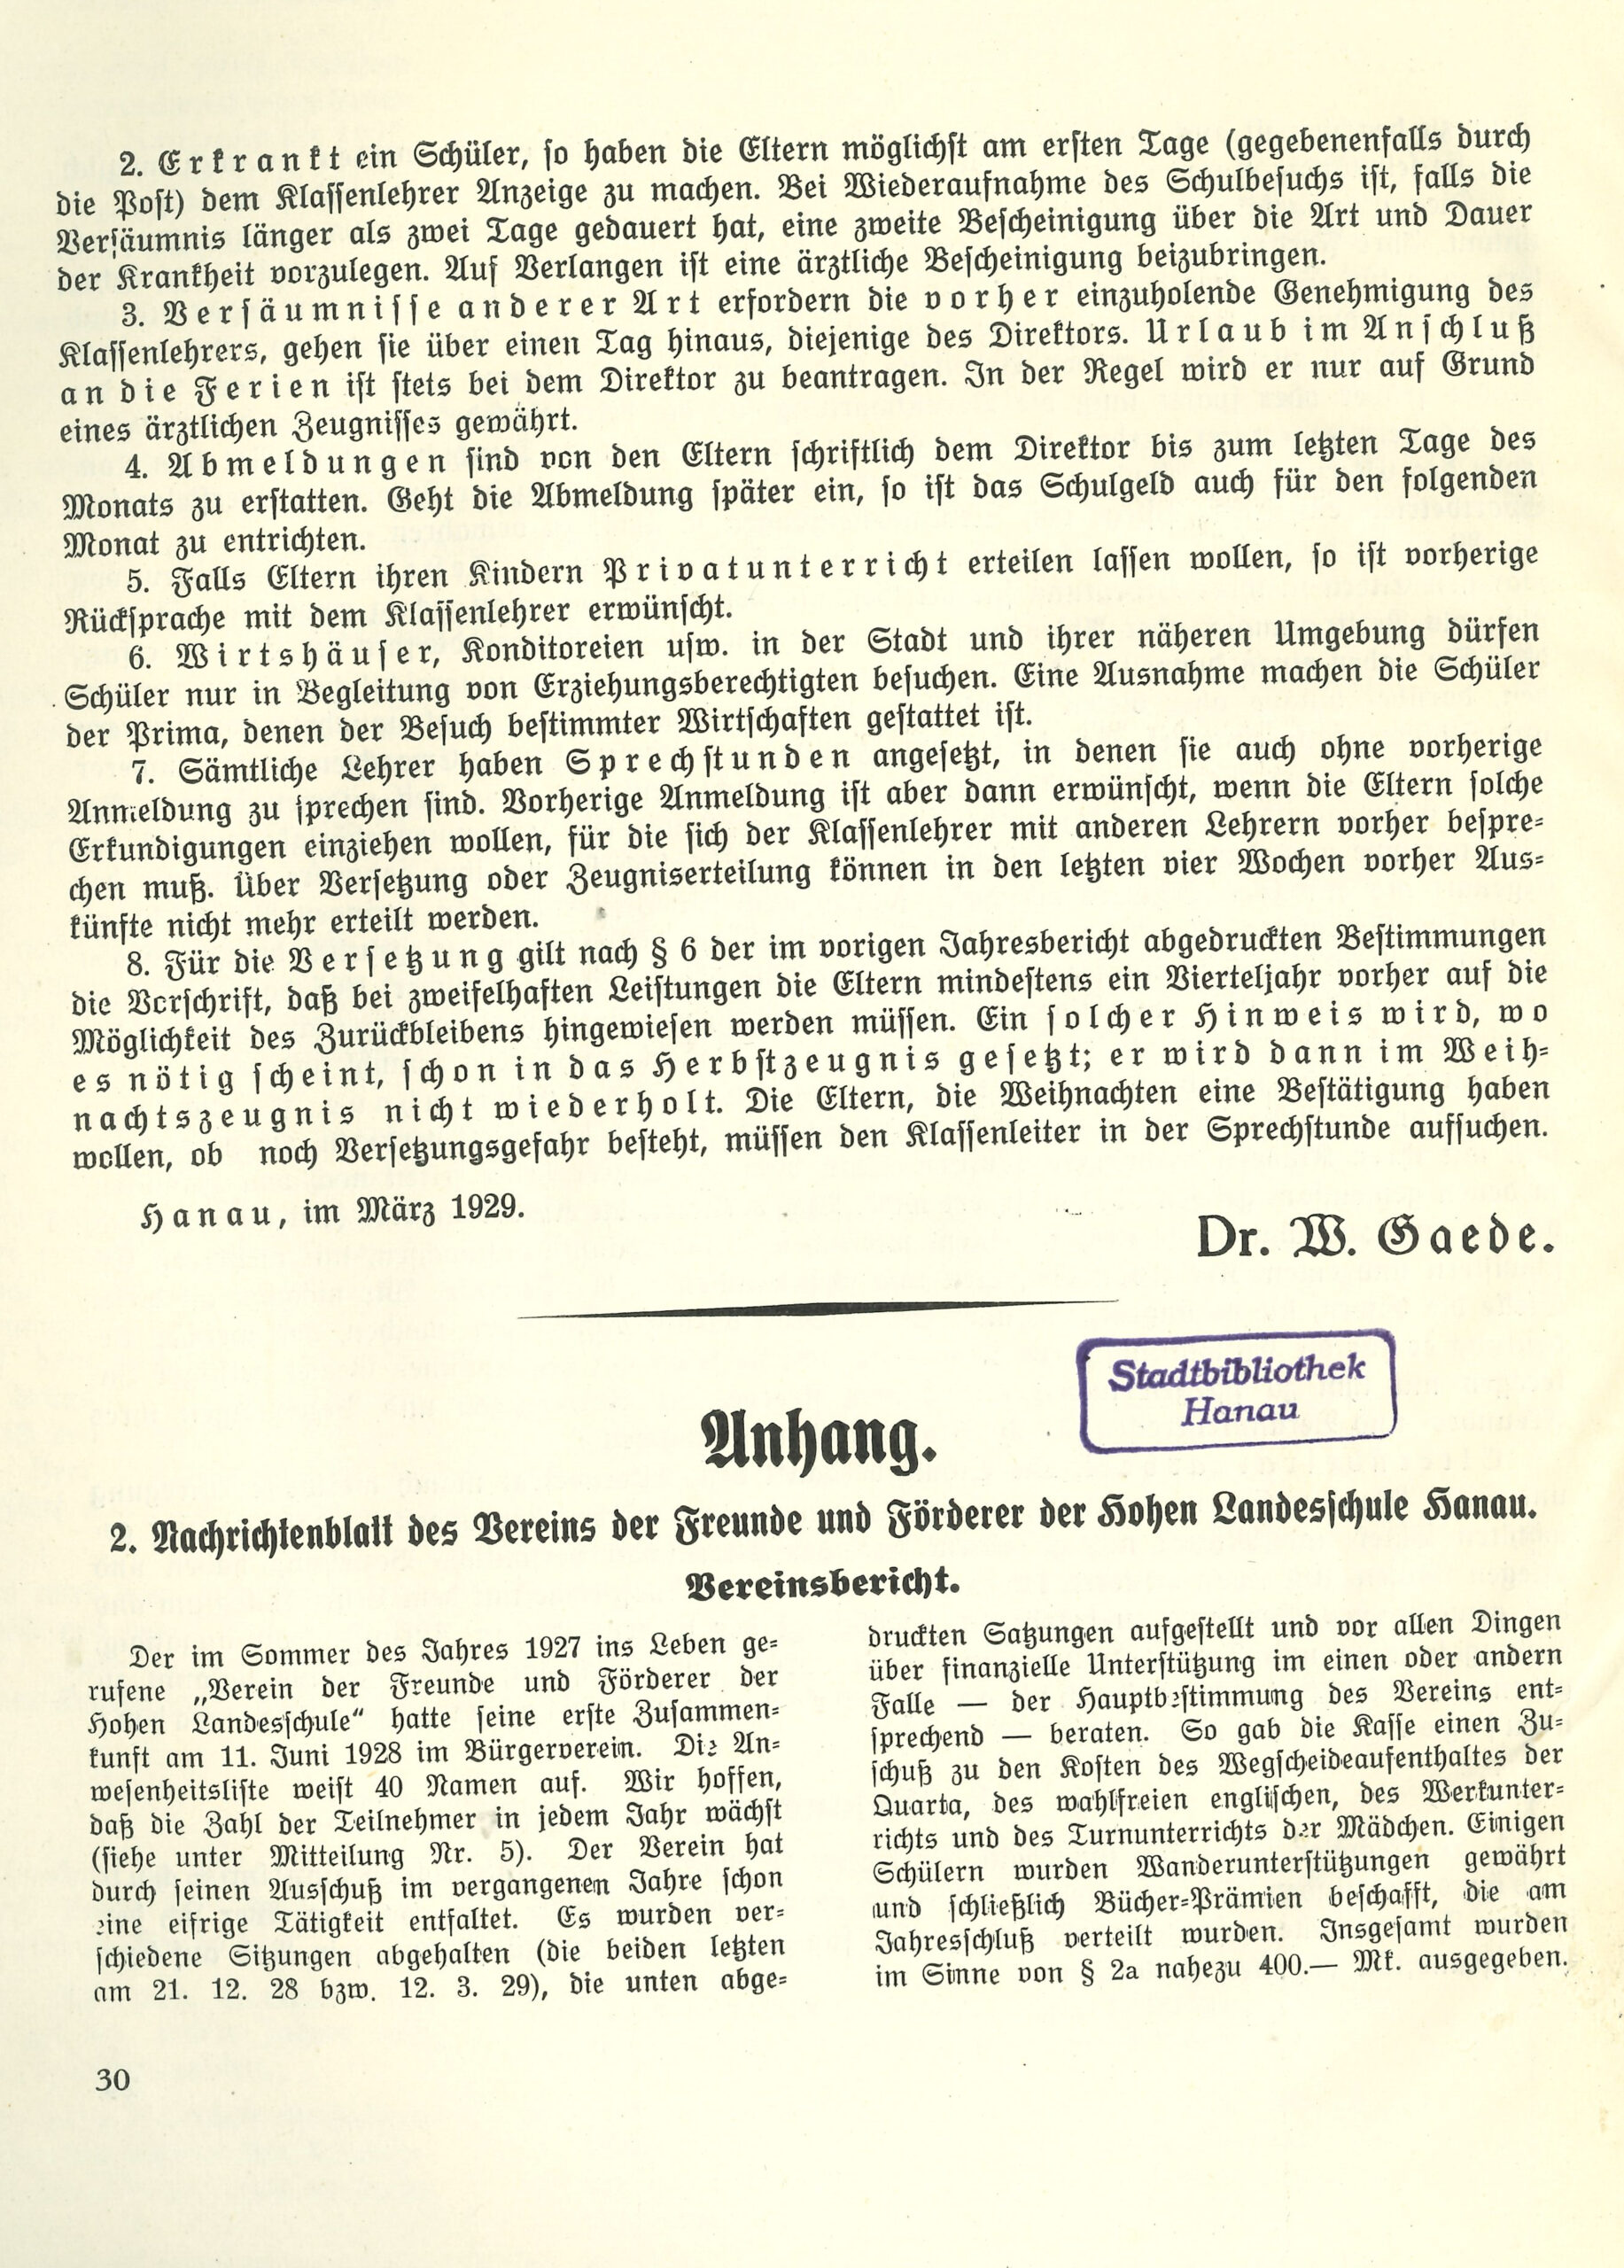 2. Erkrankt ein Schüler, so haben die Eltern möglichst am ersten Tage (gegebenenfalls durch
die Post) dem Klassenlehrer Anzeige zu machen. Bei Wiederaufnahme des Schulbesuchs ist, falls die
Versäumnis länger als zwei Tage gedauert hat, eine zweite Bescheinigung über die Art und Dauer
der Krankheit vorzulegen. Auf Verlangen ist eine ärztliche Bescheinigung beizubringen.
3. Versäumnisse anderer Art erfordern die vorher einzuholende Genehmigung des
Klassenlehrers, gehen sie über einen Tag hinaus, diejenige des Direktors. Urlaub im Anschluß
an die Ferien ist stets bei dem Direktor zu beantragen. In der Regel wird er nur auf Grund
eines ärztlichen Zeugnisses gewährt.
4. Abmeldungen sind von den Eltern schriftlich dem Direktor bis zum letzten Tage des
Monats zu erstatten. Geht die Abmeldung später ein, so ist das Schulgeld auch für den folgenden
Monat zu entrichten.
5. Falls Eltern ihren Kindern Privatunterricht erteilen lassen wollen, so ist vorherige
Rücksprache mit dem Klassenlehrer erwünscht.
6. Wirtshäuser, Konditoreien usw. in der Stadt und ihrer näheren Umgebung dürfen
Schüler nur in Begleitung von Erziehungsberechtigten besuchen. Eine Ausnahme machen die Schüler
der Prima, denen der Besuch bestimmter Wirtschaften gestattet ist.
7. Sämtliche Lehrer haben Sprechstunden angesetzt, in denen sie auch ohne vorherige
Anmeldung zu sprechen sind. Vorherige Anmeldung ist aber dann erwünscht, wenn die Eltern solche
Erkundigungen einziehen wollen, für die sich der Klassenlehrer mit anderen Lehrern vorher bespre-
chen muß. Über Versetzung oder Zeugniserteilung können in den letzten vier Wochen vorher Aus-
künfte nicht mehr erteilt werden.
8. Für die Versetzung gilt nach § 6 der im vorigen Jahresbericht abgedruckten Bestimmungen
die Vorschrift, daß bei zweifelhaften Leistungen die Eltern mindestens ein Vierteljahr vorher auf die
Möglichkeit des Zurückbleibens hingewiesen werden müssen. Ein solcher Hinweis wird, wo
es nötig scheint, schon in das Herbstzeugnis gesetzt; er wird dann im Weih-
nachtszeugnis nicht wiederholt. Die Eltern, die Weihnachten eine Bestätigung haben
wollen, ob noch Versetzungsgefahr besteht, müssen den Klassenleiter in der Sprechstunde aufsuchen.
Hanau, im März 1929.
Dr. W. Gaede.
Stadtbibliothek
Hanau
Anhang.
2. Nachrichtenblatt des Vereins der Freunde und Förderer der Hohen Landesschule Hanau.
Vereinsbericht.
Der im Sommer des Jahres 1927 ins Leben ge-
rufene „Verein der Freunde und Förderer der
Hohen Landesschule“ hatte seine erste Zusammen-
kunft am 11. Juni 1928 im Bürgerverein. Die An-
wesenheitsliste weist 40 Namen auf. Wir hoffen,
daß die Zahl der Teilnehmer in jedem Jahr wächst
(siehe unter Mitteilung Nr. 5). Der Verein hat
durch seinen Ausschuß im vergangenen Jahre schon
eine eifrige Tätigkeit entfaltet. Es wurden ver-
schiedene Sitzungen abgehalten (die beiden letzten
am 21. 12. 28 bzw. 12. 3. 29), die unten abge-
druckten Satzungen aufgestellt und vor allen Dingen
über finanzielle Unterstützung im einen oder andern
Falle — der Hauptbestimmung des Vereins ent-
sprechend — beraten. So gab die Kasse einen Zu-
schuß zu den Kosten des Wegscheideaufenthaltes der
Quarta, des wahlfreien englischen, des Werkunter-
richts und des Turnunterrichts der Mädchen. Einigen
Schülern wurden Wanderunterstützungen gewährt
und schließlich Bücher-Prämien beschafft, die am
Jahresschluß verteilt wurden. Insgesamt wurden
im Sinne von § 2a nahezu 400.— Mk. ausgegeben.
30